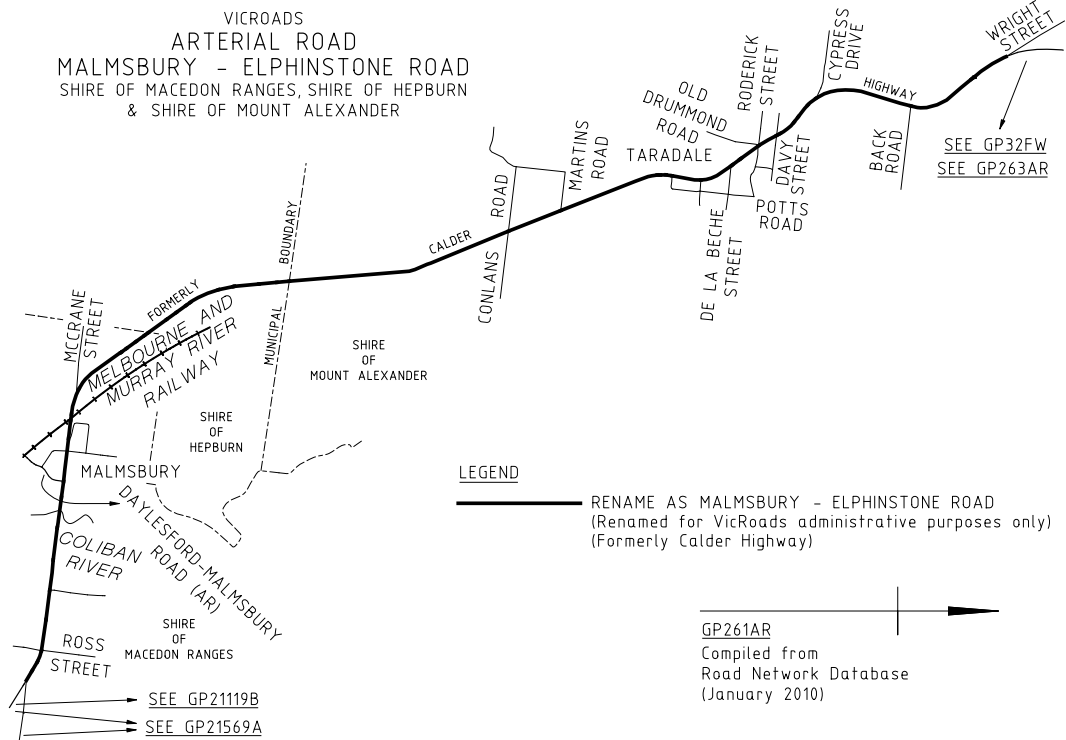 VICROADS
ARTERIAL ROAD
MALMSBURY - ELPHINSTONE ROAD
SHIRE OF MACEDON RANGES, SHIRE OF HEPBURN
& SHIRE OF MOUNT ALEXANDER
WRIGHT
STREET
CYPRESS
DRIVE
HIGHWAY
RODERICK
STREET
OLD
DRUMMOND
ROAD
TARADALE
MARTINS
ROAD
BACK
ROAD
SEE GP32FW
SEE GP263AR
DAVY
STREET
POTTS
ROAD
DE LA BECHE
STREET
CONLANS ROAD
CALDER
MUNICIPAL BOUNDARY
FORMERLY
MCCRANE
STREET
MELBOURNE AND
MURRAY RIVER
RAILWAY
SHIRE
OF
MOUNT ALEXANDER
SHIRE
OF
HEPBURN
MALMSBURY
DAYLESFORD-MALMSBURY
ROAD (AR)
COLIBAN
RIVER
LEGEND
RENAME AS MALMSBURY - ELPHINSTONE ROAD
(Renamed for VicRoads administrative purposes only)
(Formerly Calder Highway)
SHIRE
OF
MACEDON RANGES
ROSS
STREET
SEE GP21119B
SEE GP21569A
GP261AR
Compiled from
Road Network Database
(January 2010)